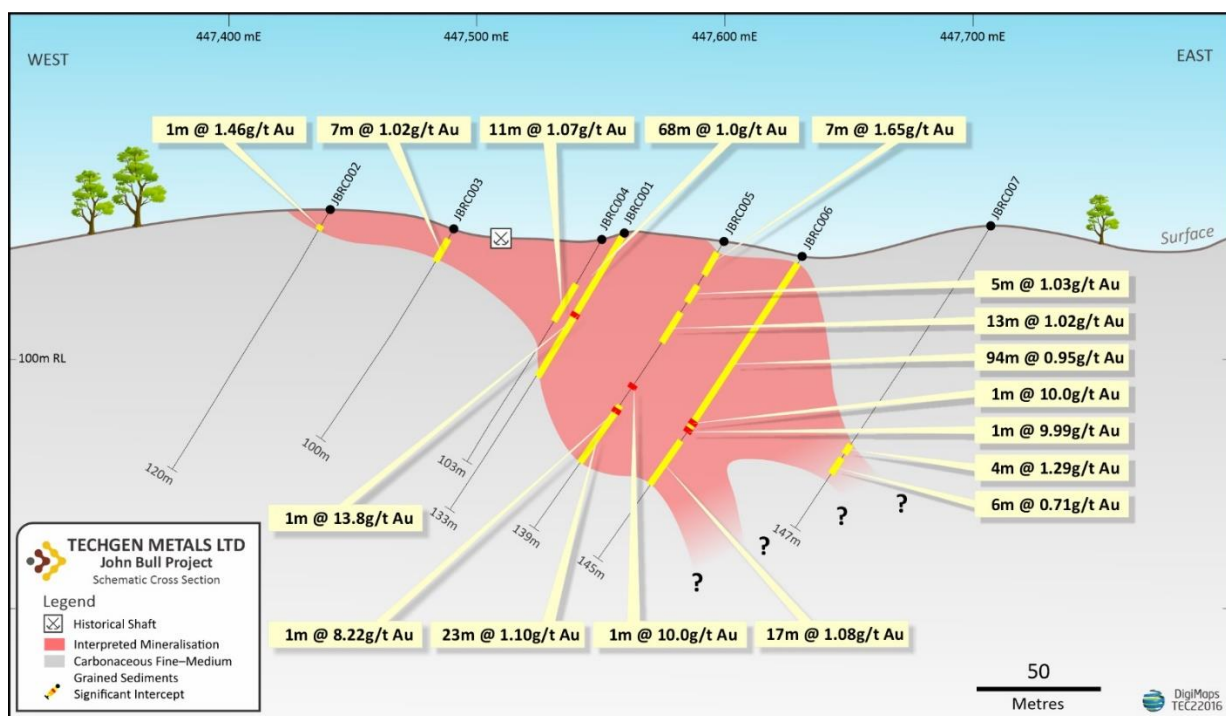 447,400 mE
447,500 mE
447,600 mE
447,700 mE
WEST
EAST
1m @ 1.46g/t Au
7m @ 1.02g/t Au
11m @ 1.07g/t Au
68m @ 1.0g/t Au
7m @ 1.65g/t Au
JBRC002
JBRC003
JBRC004
JBRC001
JBRC005
JBRC006
JBRC007
Surface
5m @ 1.03g/t Au
13m @ 1.02g/t Au
94m @ 0.95g/t Au
1m @ 10.0g/t Au
1m @ 9.99g/t Au
4m @ 1.29g/t Au
6m @ 0.71g/t Au
100m RL
120m
100m
103m
133m
139m
145m
147m
?
?
?
?
1m @ 13.8g/t Au
1m @ 8.22g/t Au
23m @ 1.10g/t Au
1m @ 10.0g/t Au
17m @ 1.08g/t Au
TECHGEN METALS LTD
John Bull Project
Schematic Cross Section
Legend
Historical Shaft
Interpreted Mineralisation
Carbonaceous Fine–Medium
Grained Sediments
Significant Intercept
50
Metres
DigiMaps
TEC22016